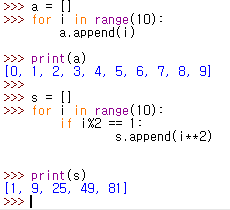 >>> a = []
>>> for i in range(10):
        a.append(i)
>>> print(a)
[0, 1, 2, 3, 4, 5, 6, 7, 8, 9]
>>>
>>> s = []
>>> for i in range(10):
        if i%2 == 1:
                s.append(i**2)
>>> print(s)
[1, 9, 25, 49, 81]
>>>